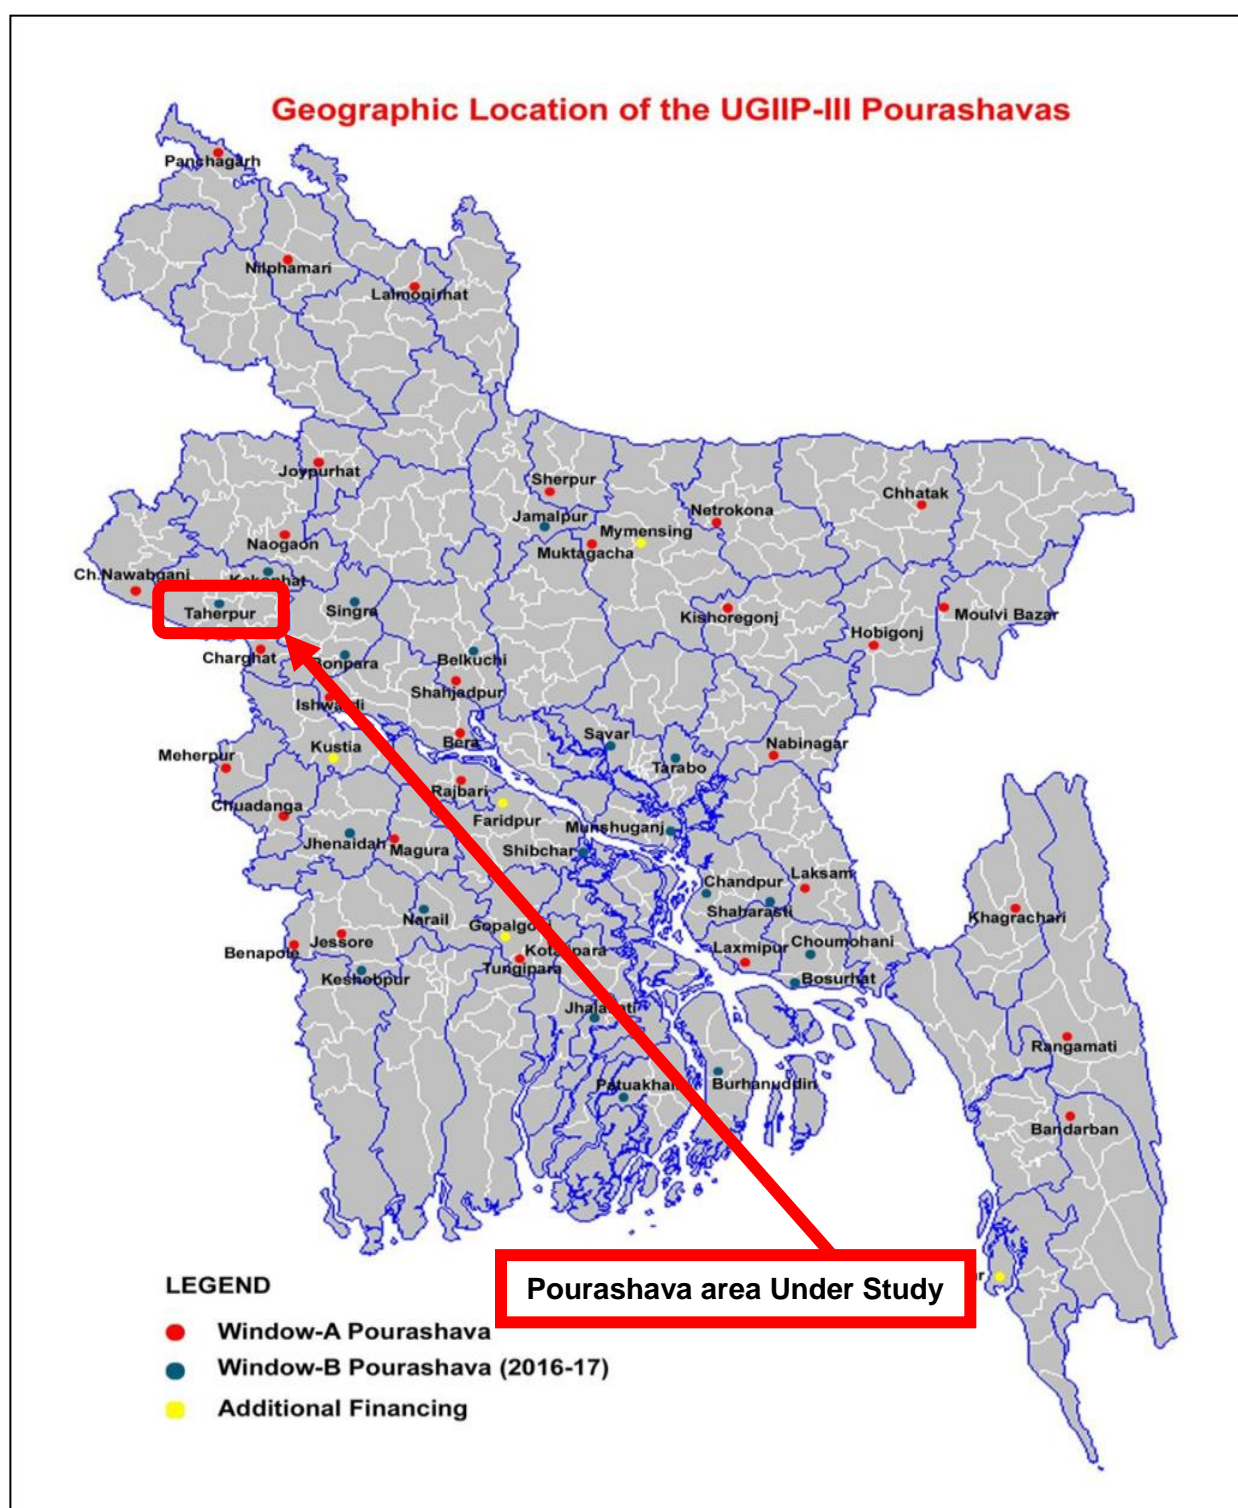 Geographic Location of the UGIIP-III Pourashavas
Panchagarh
Nilphamari
Lalmonirhat
Joypurhat
Sherpur
Chhatak
Jamalpur
Netrokona
Mymensing
Naogaon
Muktagacha
Ch.Nawabganj
Taherpur
Singra
Kishoregonj
Moulvi Bazar
Hobigonj
Charghat
Bonpara
Belkuchi
Shahjadpur
Savar
Bera
Kustia
Nabinagar
Meherpur
Tarabo
Rajbari
Chuadanga
Faridpur
Munshuganj
Jhenaidah
Magura
Shibchar
Laksam
Chandpur
Shaharasti
Khagrachari
Narail
Jessore
Benapole
Choumohani
Laxmipur
Tungipara
Keshobpur
Bosurhat
Rangamati
Burhanuddin
Bandarban
Pourashava area Under Study
LEGEND
Window-A Pourashava
Window-B Pourashava (2016-17)
Additional Financing